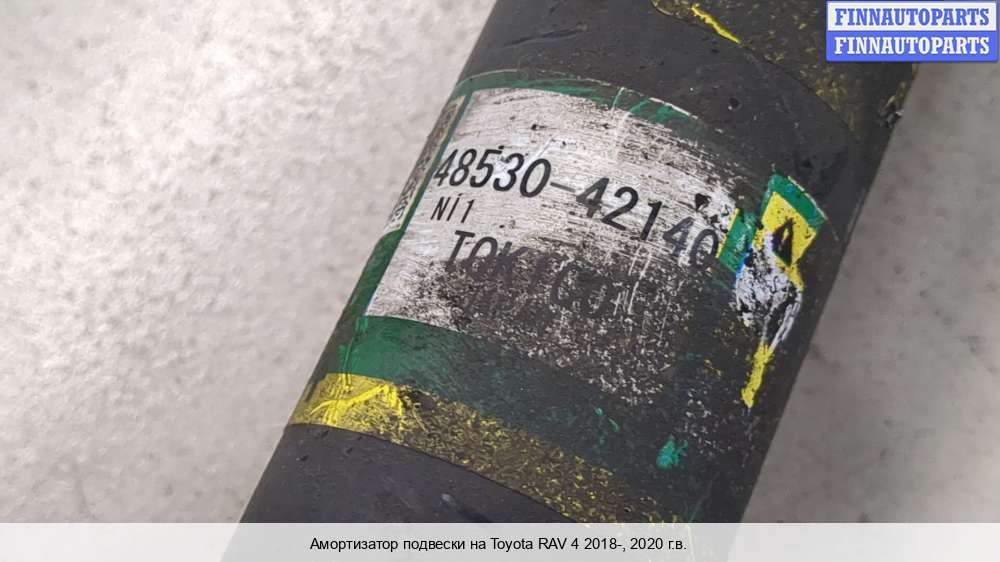 FINNAUTOPARTS
FINNAUTOPARTS
48530-42140
Ni1
Амортизатор подвески на Toyota RAV 4 2018-, 2020 г.в.